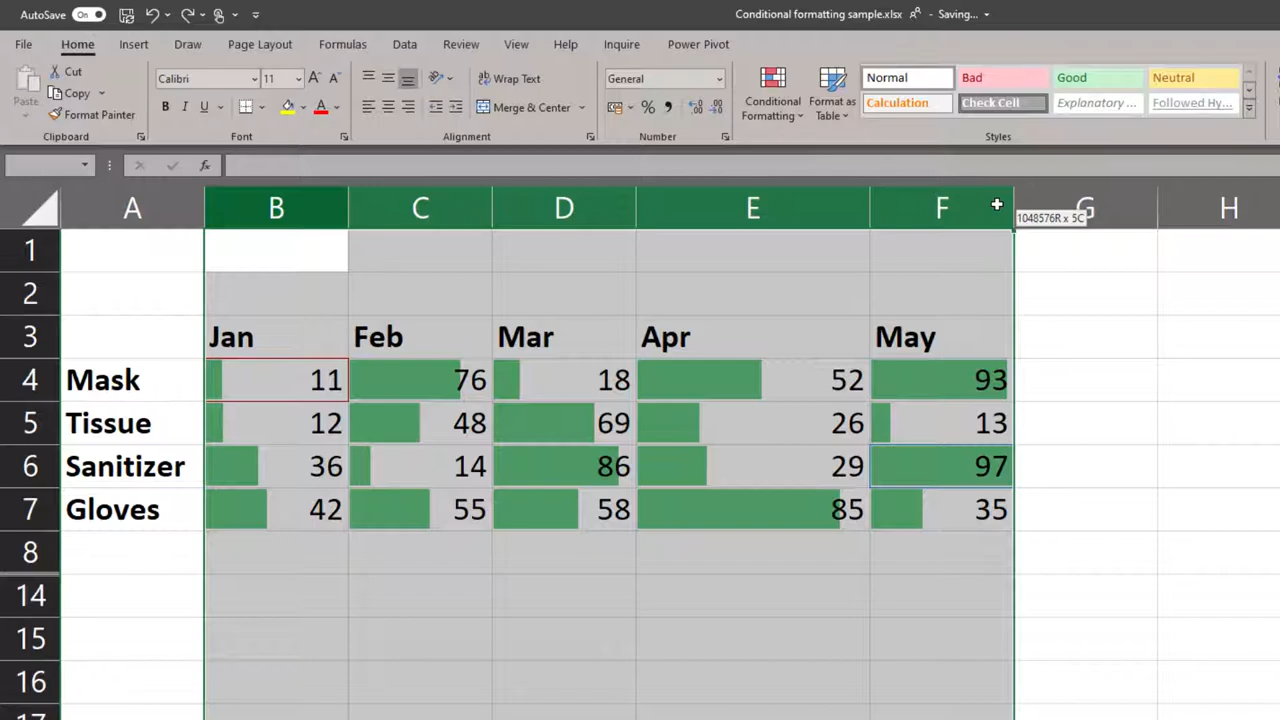 AutoSave On Conditional formatting sample.xlsx - Saving...
File Home Insert Draw Page Layout Formulas Data Review View Help Inquire Power Pivot
Paste Cut Copy Format Painter
Clipboard
Calibri 11 A A
B I U A
Font
Wrap Text
Merge & Center
Alignment
General
% ,
Number
Conditional Formatting
Format as Table
Normal Bad Good Neutral
Calculation Check Cell Explanatory ... Followed Hy...
Styles
fx
A B C D E F G H
1048576R x 5C
1
2
3 Jan Feb Mar Apr May
4 Mask 11 76 18 52 93
5 Tissue 12 48 69 26 13
6 Sanitizer 36 14 86 29 97
7 Gloves 42 55 58 85 35
8
14
15
16
17